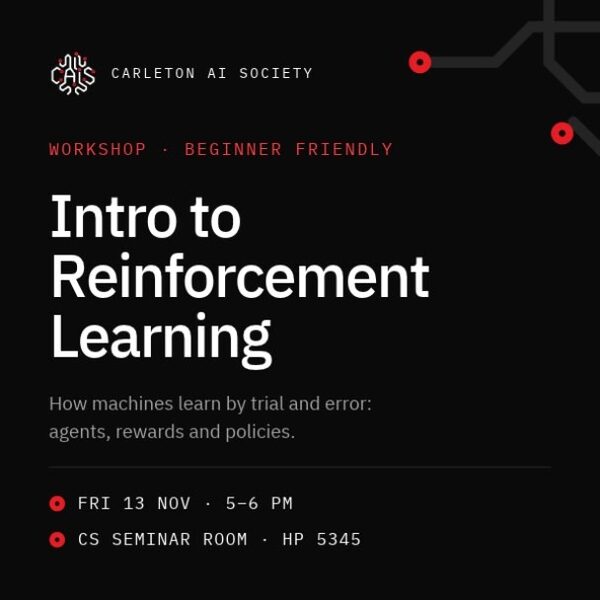 CAIS
CARLETON AI SOCIETY
WORKSHOP · BEGINNER FRIENDLY
Intro to
Reinforcement
Learning
How machines learn by trial and error:
agents, rewards and policies.
FRI 13 NOV · 5–6 PM
CS SEMINAR ROOM · HP 5345